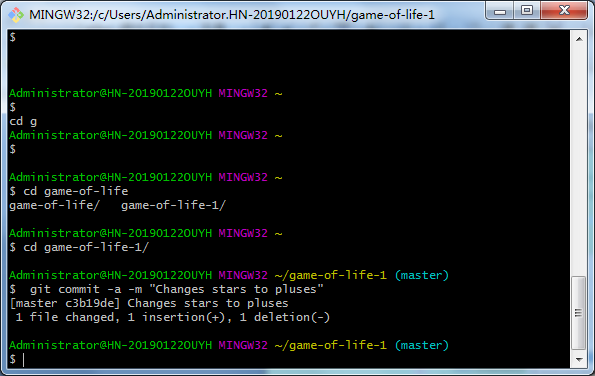 MINGW32:/c/Users/Administrator.HN-20190122OUYH/game-of-life-1
$
Administrator@HN-20190122OUYH MINGW32 ~
$
cd g
Administrator@HN-20190122OUYH MINGW32 ~
$
Administrator@HN-20190122OUYH MINGW32 ~
$ cd game-of-life
game-of-life/   game-of-life-1/
Administrator@HN-20190122OUYH MINGW32 ~
$ cd game-of-life-1/
Administrator@HN-20190122OUYH MINGW32 ~/game-of-life-1 (master)
$  git commit -a -m "Changes stars to pluses"
[master c3b19de] Changes stars to pluses
 1 file changed, 1 insertion(+), 1 deletion(-)
Administrator@HN-20190122OUYH MINGW32 ~/game-of-life-1 (master)
$